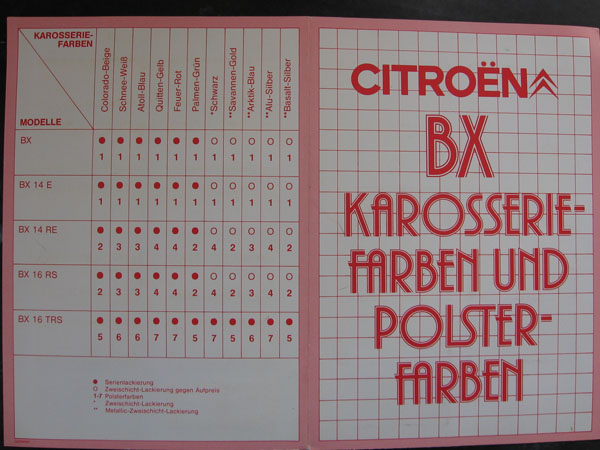 KAROSSERIE-
FARBEN
MODELLE
Colorado-Beige
Schnee-Weiß
Atoll-Blau
Quitten-Gelb
Feuer-Rot
Palmen-Grün
*Schwarz
**Savannen-Gold
**Arktik-Blau
**Alu-Silber
**Basalt-Silber
BX ● ● ● ● ● ● ○ ○ ○ ○ ○
1 1 1 1 1 1 1 1 1 1 1
BX 14 E ● ● ● ● ● ● ○ ○ ○ ○ ○
1 1 1 1 1 1 1 1 1 1 1
BX 14 RE ● ● ● ● ● ● ○ ○ ○ ○ ○
2 3 3 4 4 2 4 2 3 4 2
BX 16 RS ● ● ● ● ● ● ○ ○ ○ ○ ○
2 3 3 4 4 2 4 2 3 4 2
BX 16 TRS ● ● ● ● ● ● ● ● ● ● ●
5 6 6 7 7 5 7 5 6 7 5
● Serienlackierung
○ Zweischicht-Lackierung gegen Aufpreis
1-7 Polsterfarben
* Zweischicht-Lackierung
** Metallic-Zweischicht-Lackierung
CITROËN
BX
KAROSSERIE-
FARBEN UND
POLSTER-
FARBEN